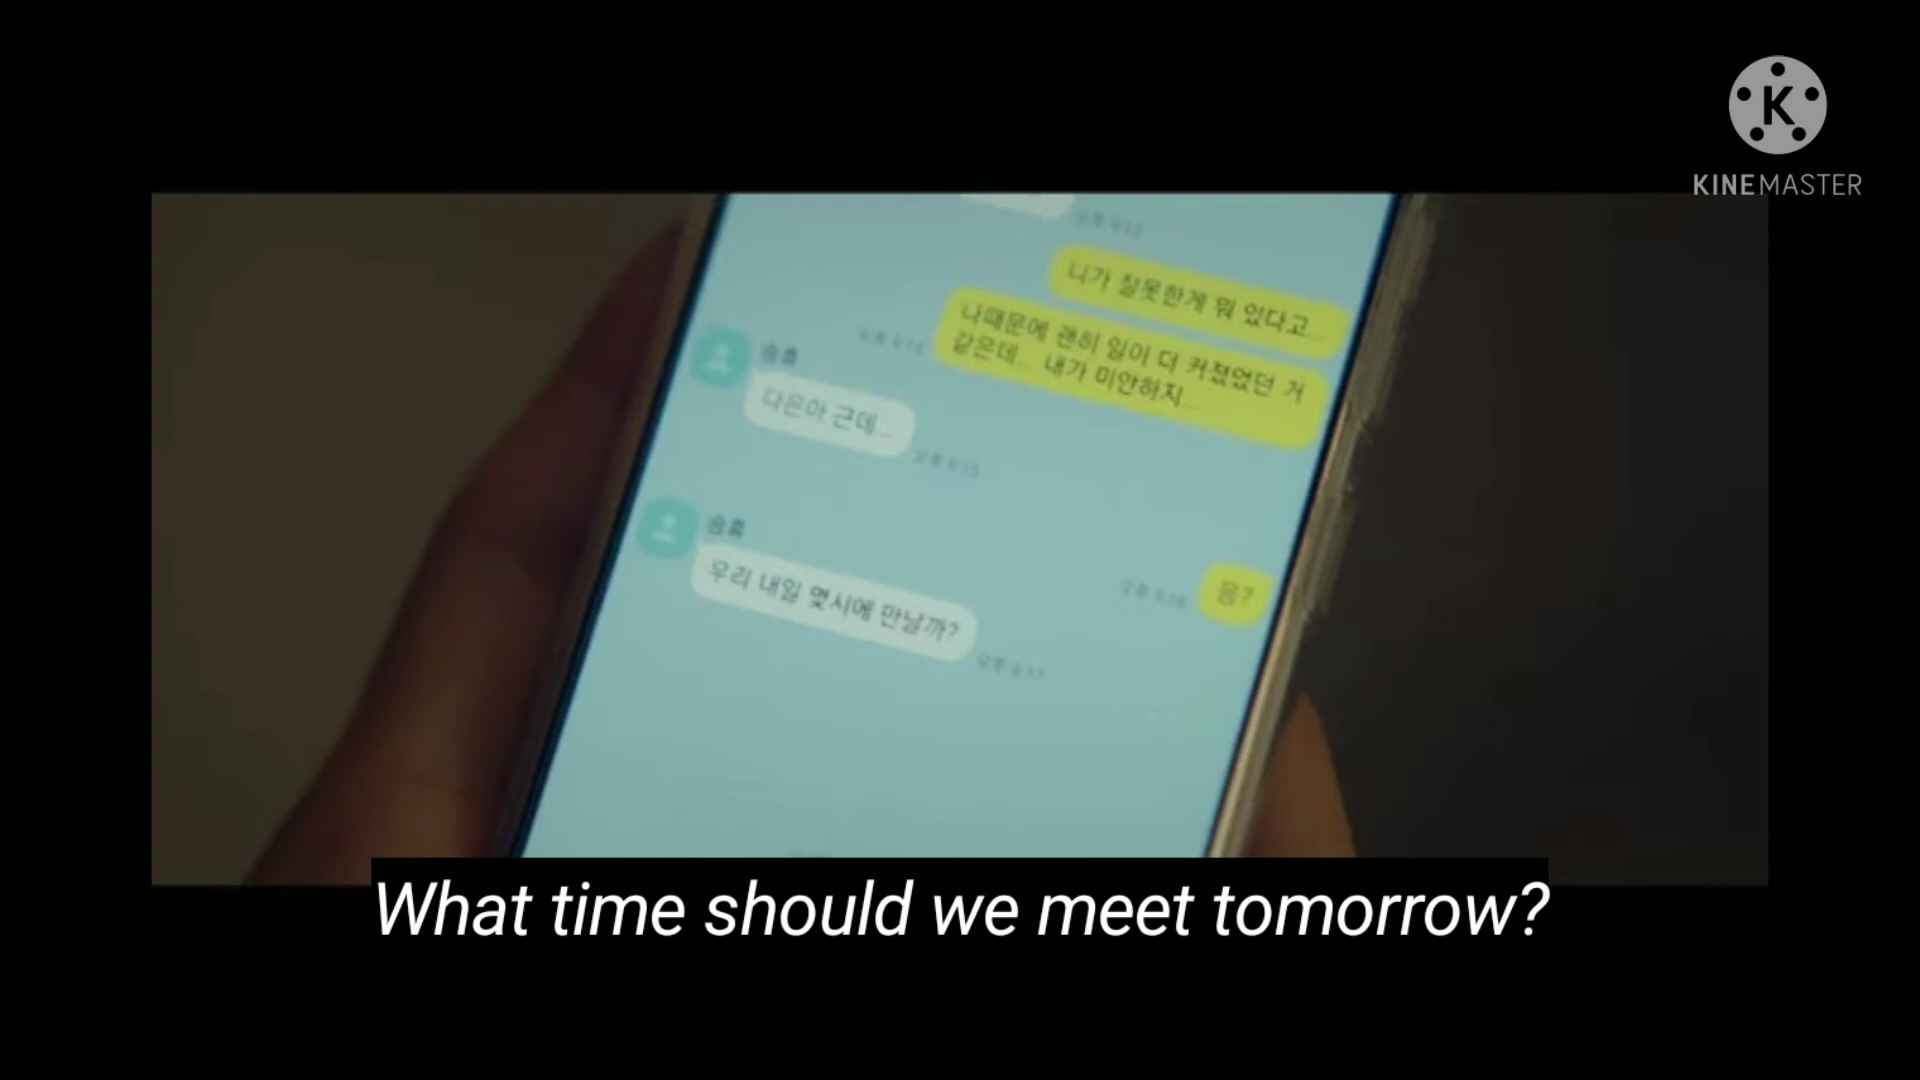 KINEMASTER
니가 잘못한게 뭐 있다고...
나때문에 괜히 일이 더 커졌었던 거
같은데... 내가 미안하지...
승휴
다은아 근데...
응?
승휴
우리 내일 몇시에 만날까?
What time should we meet tomorrow?